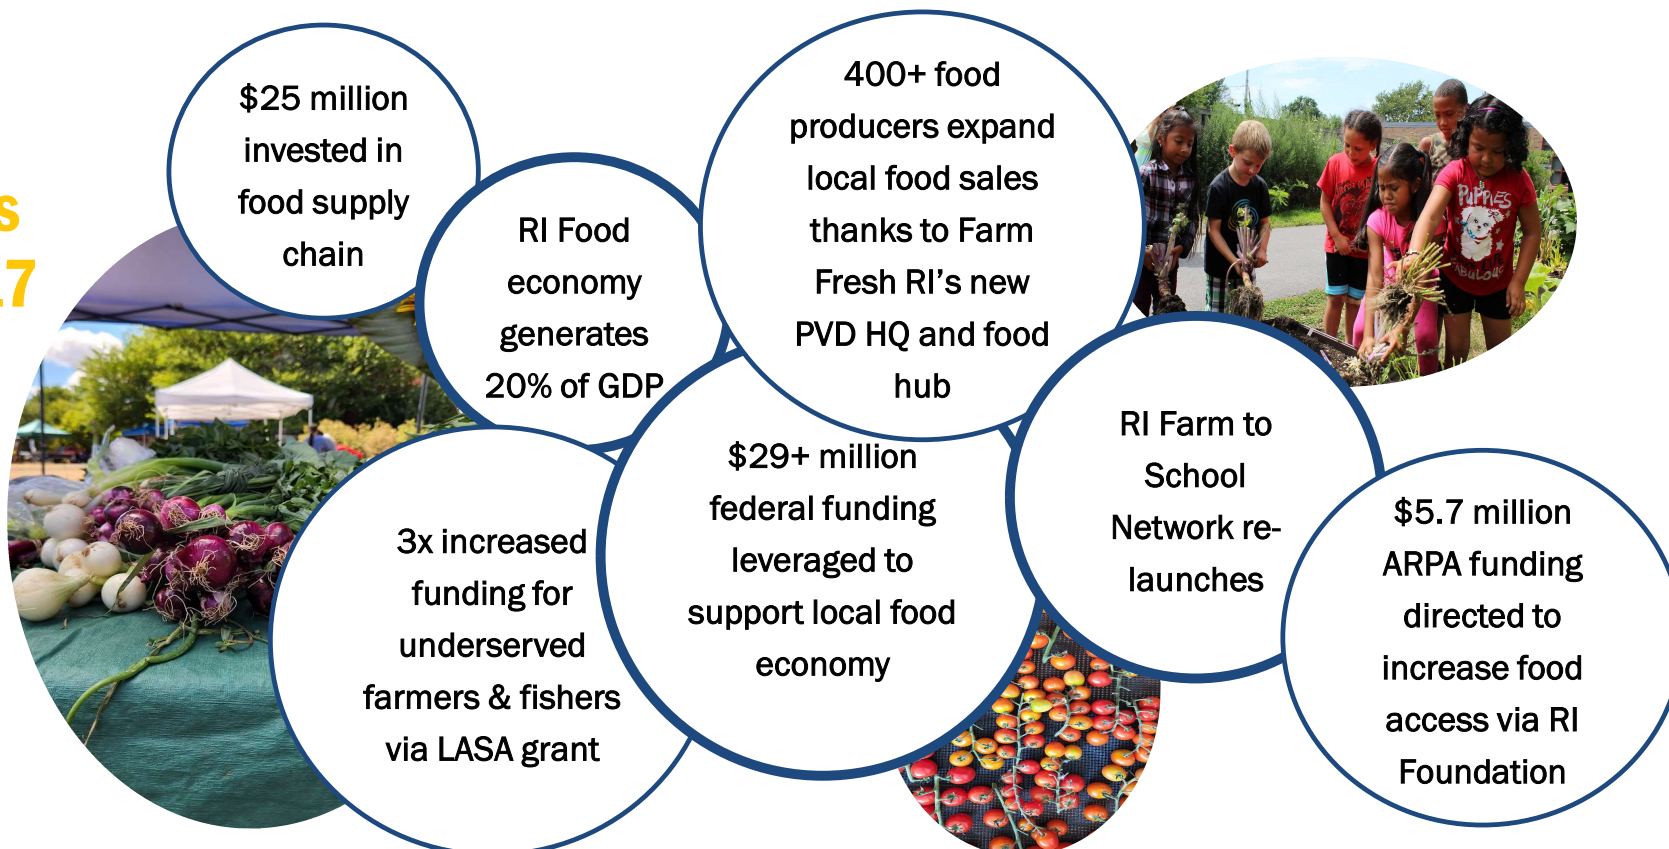 s
.7
$25 million
invested in
food supply
chain
RI Food
economy
generates
20% of GDP
400+ food
producers expand
local food sales
thanks to Farm
Fresh RI’s new
PVD HQ and food
hub
3x increased
funding for
underserved
farmers & fishers
via LASA grant
$29+ million
federal funding
leveraged to
support local food
economy
RI Farm to
School
Network re-
launches
$5.7 million
ARPA funding
directed to
increase food
access via RI
Foundation
PUPPIES